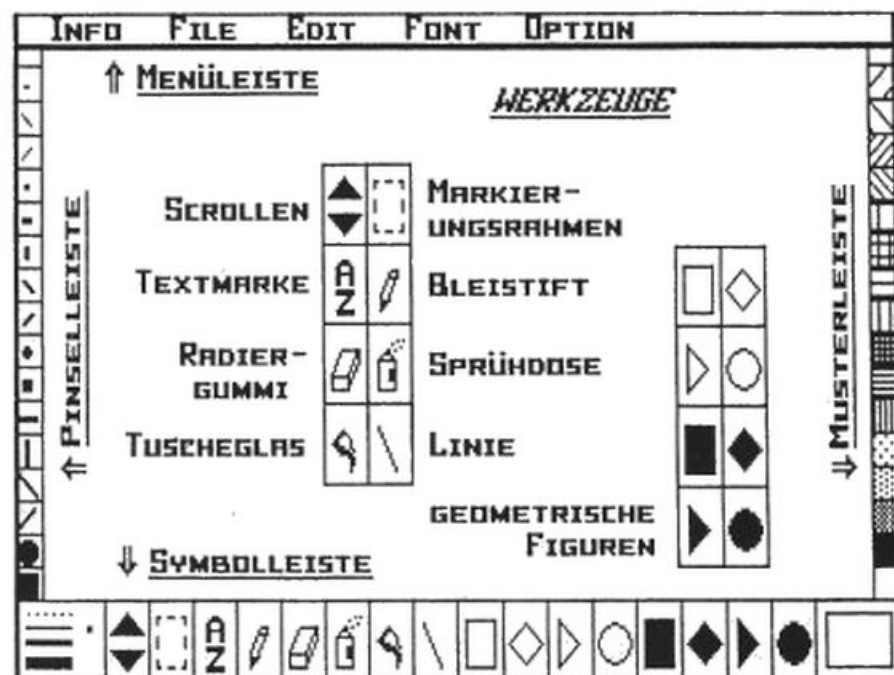 INFO FILE EDIT FONT OPTION
⇑ MENÜLEISTE
WERKZEUGE
SCROLLEN
MARKIER-
UNGSRAHMEN
TEXTMARKE
A
Z
BLEISTIFT
RADIER-
GUMMI
SPRÜHDOSE
TUSCHEGLAS
LINIE
GEOMETRISCHE
FIGUREN
⇑ PINSELLEISTE
⇓ MUSTERLEISTE
⇓ SYMBOLLEISTE
A
Z